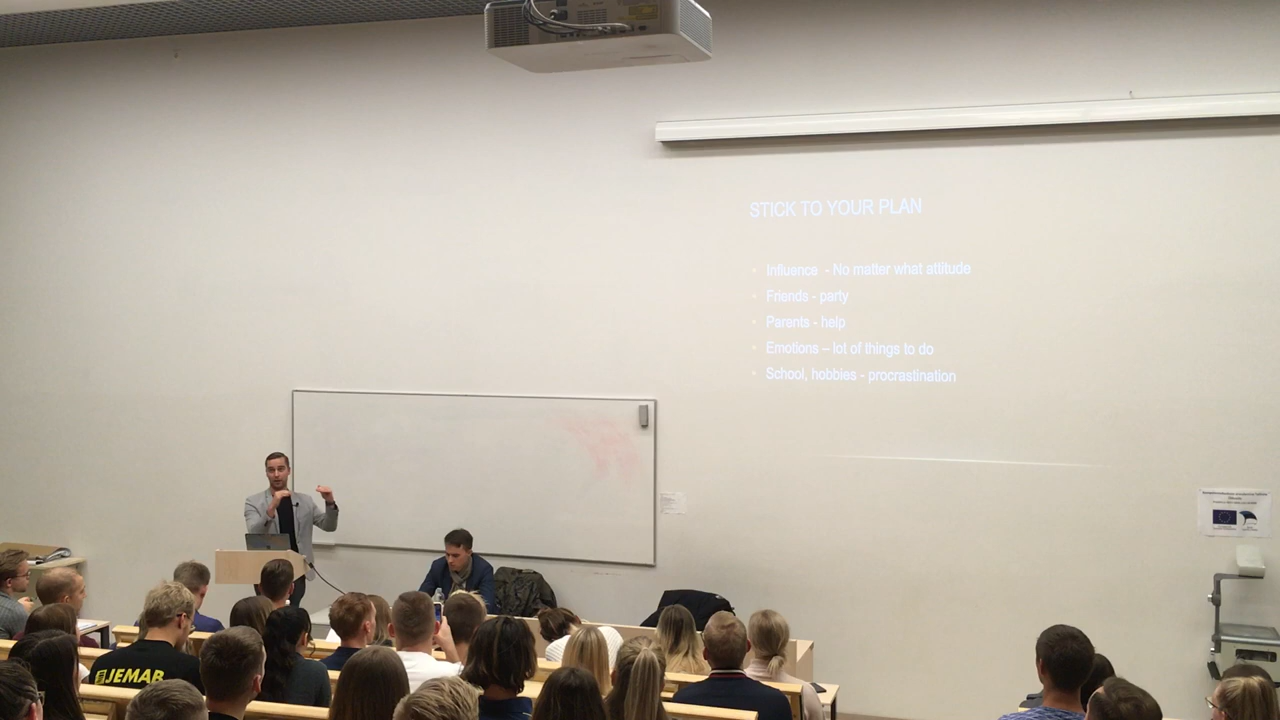 STICK TO YOUR PLAN
• Influence - No matter what attitude
• Friends - party
• Parents - help
• Emotions – lot of things to do
• School, hobbies - procrastination
JEMAB